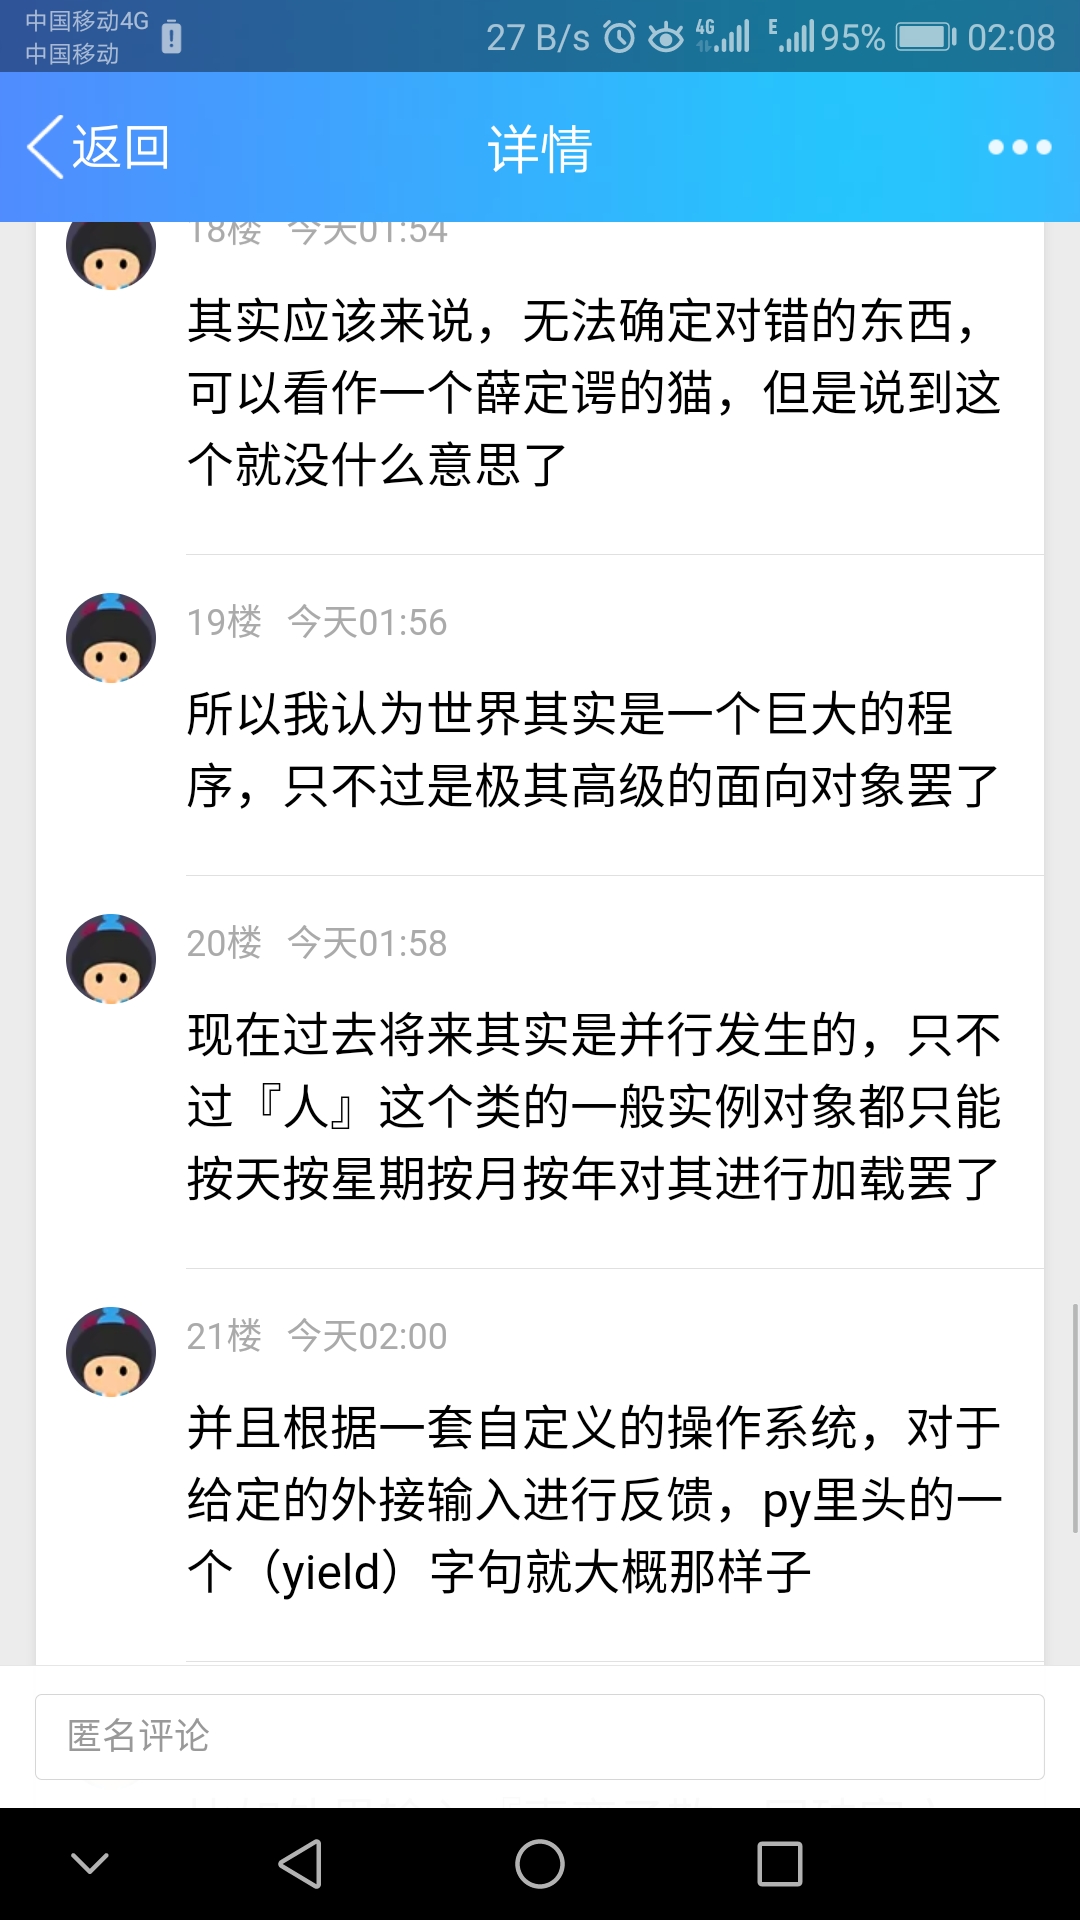 中国移动4G
中国移动
27 B/s 4G E 95% 02:08
返回
详情
18楼 今天01:54
其实应该来说，无法确定对错的东西，
可以看作一个薛定谔的猫，但是说到这
个就没什么意思了
19楼 今天01:56
所以我认为世界其实是一个巨大的程
序，只不过是极其高级的面向对象罢了
20楼 今天01:58
现在过去将来其实是并行发生的，只不
过『人』这个类的一般实例对象都只能
按天按星期按月按年对其进行加载罢了
21楼 今天02:00
并且根据一套自定义的操作系统，对于
给定的外接输入进行反馈，py里头的一
个（yield）字句就大概那样子
匿名评论